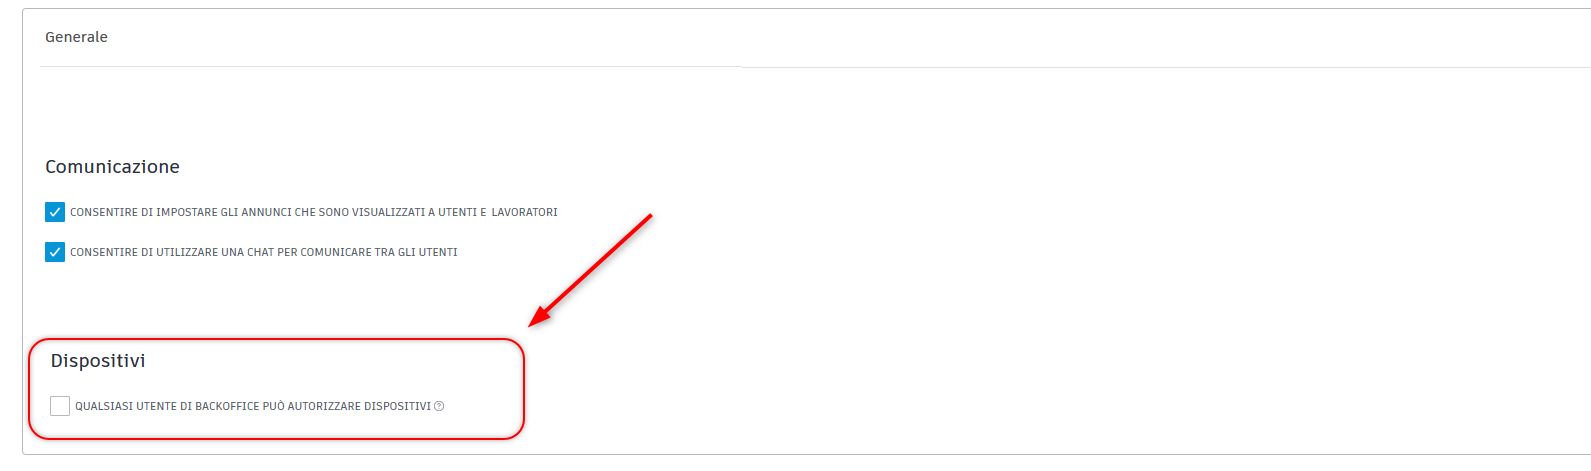 Generale
Comunicazione
CONSENTIRE DI IMPOSTARE GLI ANNUNCI CHE SONO VISUALIZZATI A UTENTI E LAVORATORI
CONSENTIRE DI UTILIZZARE UNA CHAT PER COMUNICARE TRA GLI UTENTI
Dispositivi
QUALSIASI UTENTE DI BACKOFFICE PUÒ AUTORIZZARE DISPOSITIVI ?